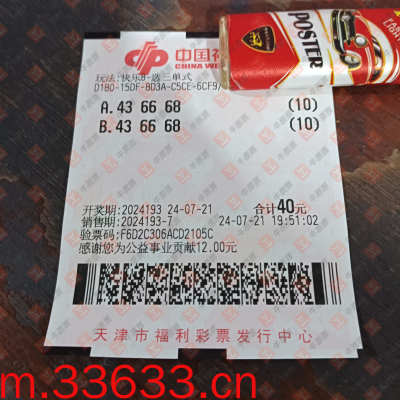 中国福
CHINA WE
POSTER
玩法:快乐8-选三单式
D1BD-15DF-8D3A-C5CE-6CF9/
A.43 66 68 (10)
B.43 66 68 (10)
开奖期:2024193 24-07-21 合计40元
销售期:2024193-7 24-07-21 19:51:02
验票码:F6D2C306ACD2105C
感谢您为公益事业贡献12.00元
天津市福利彩票发行中心
m.33633.cn